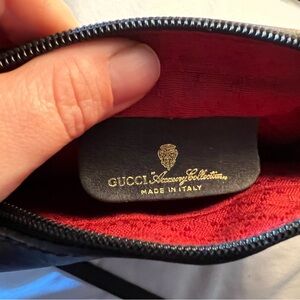 GUCCI "Accessory Collection"
MADE IN ITALY